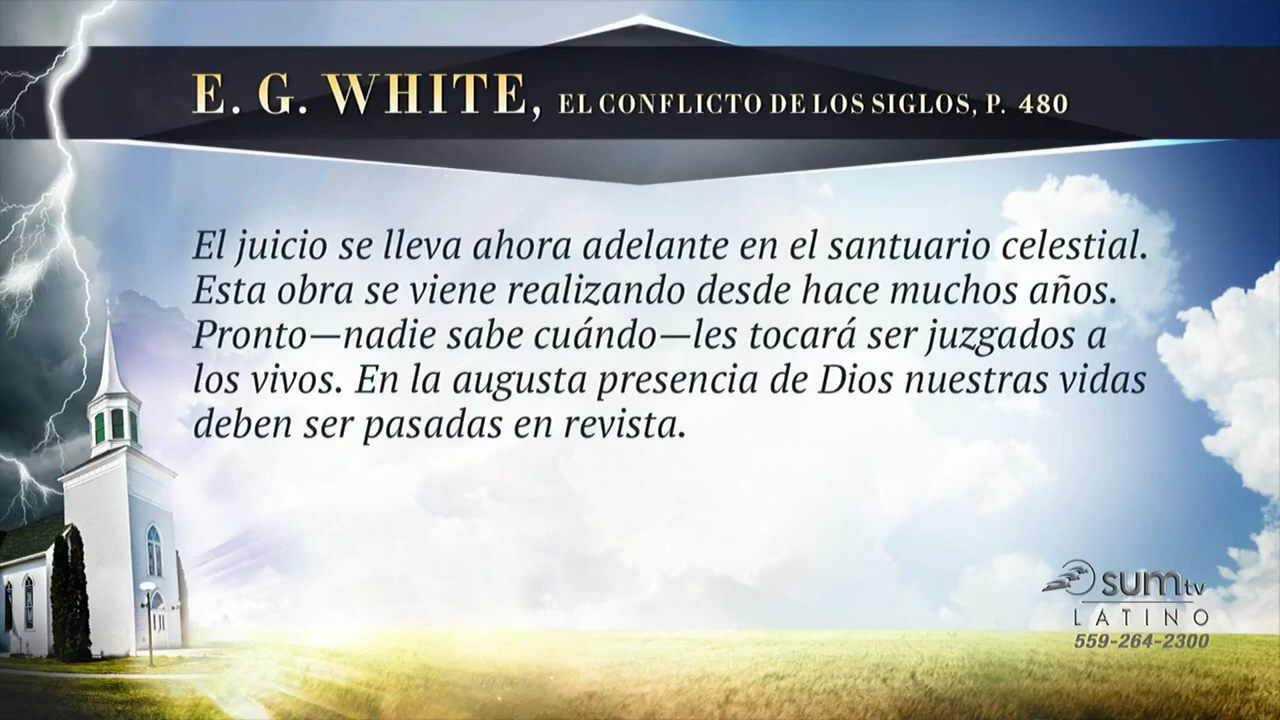 E. G. WHITE, EL CONFLICTO DE LOS SIGLOS, P. 480
El juicio se lleva ahora adelante en el santuario celestial.
Esta obra se viene realizando desde hace muchos años.
Pronto—nadie sabe cuándo—les tocará ser juzgados a
los vivos. En la augusta presencia de Dios nuestras vidas
deben ser pasadas en revista.
sumtv
LATINO
559-264-2300